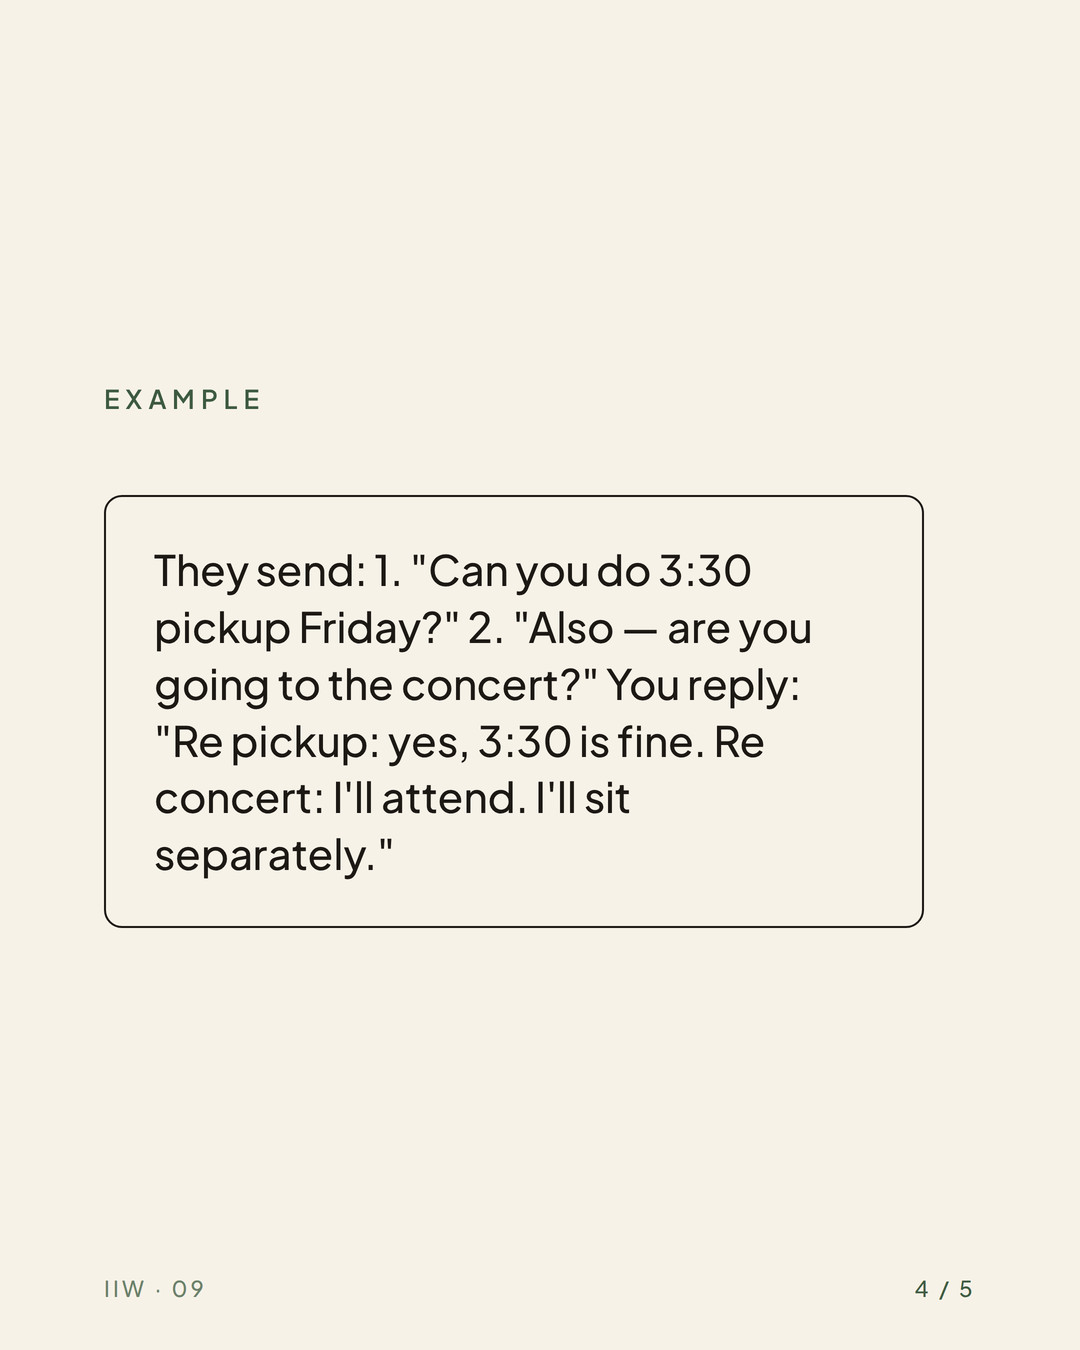 EXAMPLE
They send: 1. "Can you do 3:30
pickup Friday?" 2. "Also — are you
going to the concert?" You reply:
"Re pickup: yes, 3:30 is fine. Re
concert: I'll attend. I'll sit
separately."
IIW · 09
4 / 5